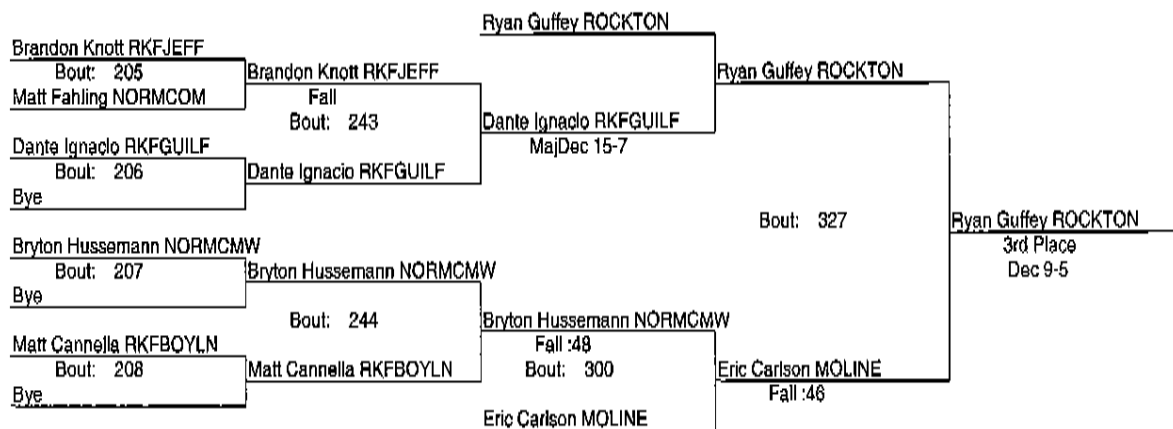 Ryan Guffey ROCKTON
Brandon Knott RKFJEFF
Bout: 205
Brandon Knott RKFJEFF
Ryan Guffey ROCKTON
Matt Fahling NORMCOM
Fall
Bout: 243
Dante Ignacio RKFGUILF
MajDec 15-7
Dante Ignacio RKFGUILF
Bout: 206
Dante Ignacio RKFGUILF
Bye
Bout: 327
Ryan Guffey ROCKTON
3rd Place
Dec 9-5
Bryton Hussemann NORMCMW
Bout: 207
Bryton Hussemann NORMCMW
Bye
Bout: 244
Bryton Hussemann NORMCMW
Fall :48
Matt Cannella RKFBOYLN
Bout: 208
Matt Cannella RKFBOYLN
Bout: 300
Eric Carlson MOLINE
Fall :46
Bye
Eric Carlson MOLINE